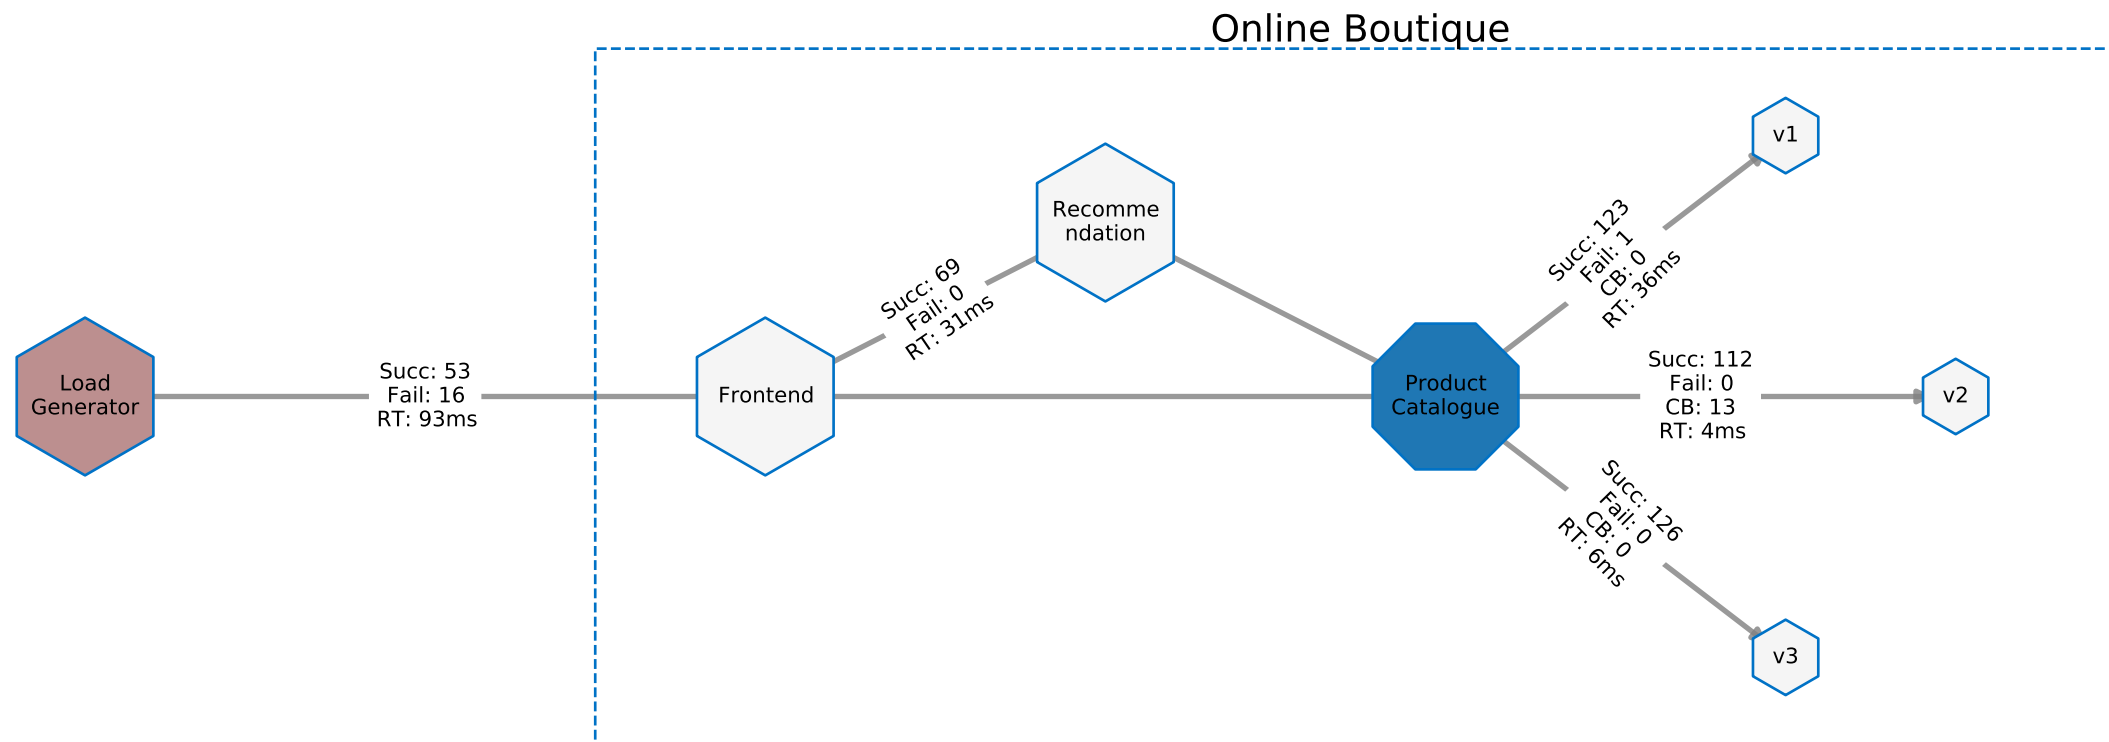 Online Boutique
Load
Generator
Succ: 53
Fail: 16
RT: 93ms
Frontend
Succ: 69
Fail: 0
RT: 31ms
Recomme
ndation
Product
Catalogue
Succ: 123
Fail: 1
CB: 0
RT: 36ms
v1
Succ: 112
Fail: 0
CB: 13
RT: 4ms
v2
Succ: 126
Fail: 0
CB: 0
RT: 6ms
v3